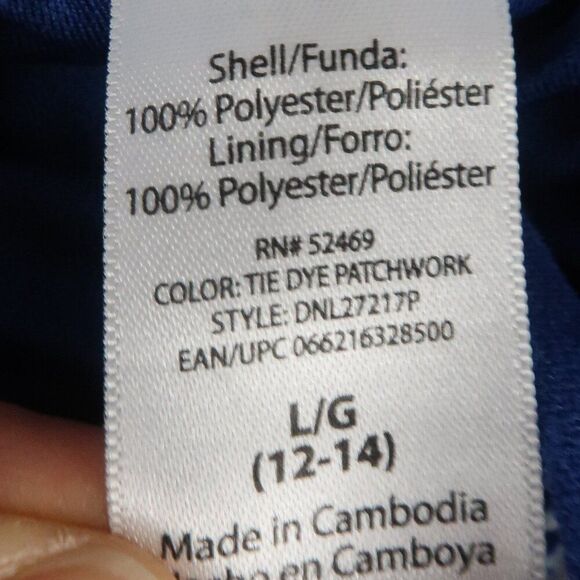 Shell/Funda:
100% Polyester/Poliéster
Lining/Forro:
100% Polyester/Poliéster
RN# 52469
COLOR: TIE DYE PATCHWORK
STYLE: DNL27217P
EAN/UPC 066216328500
L/G
(12-14)
Made in Cambodia
en Camboya